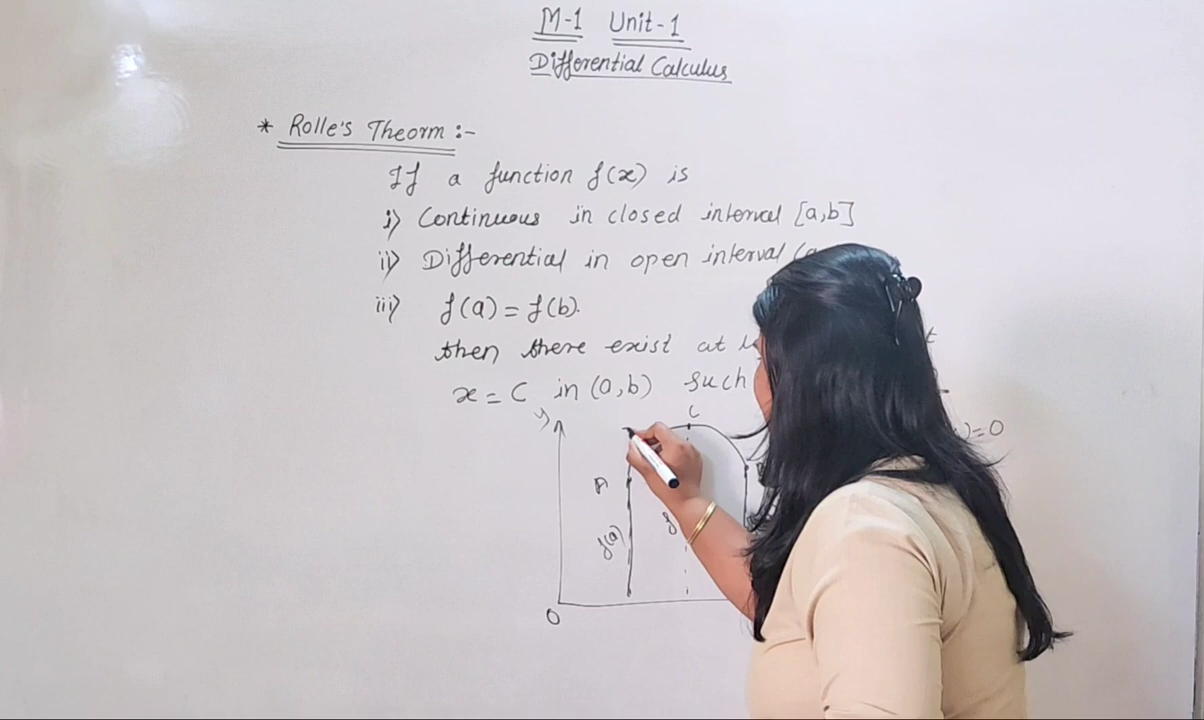 M-1 Unit-1
Differential Calculus
* Rolle's Theorm :-
If a function f(x) is
i) Continuous in closed interval [a,b]
ii) Differential in open interval (a
iii) f(a) = f(b).
then there exist at
x = C in (a,b) such
=0
y
C
A
f(a)
f
O